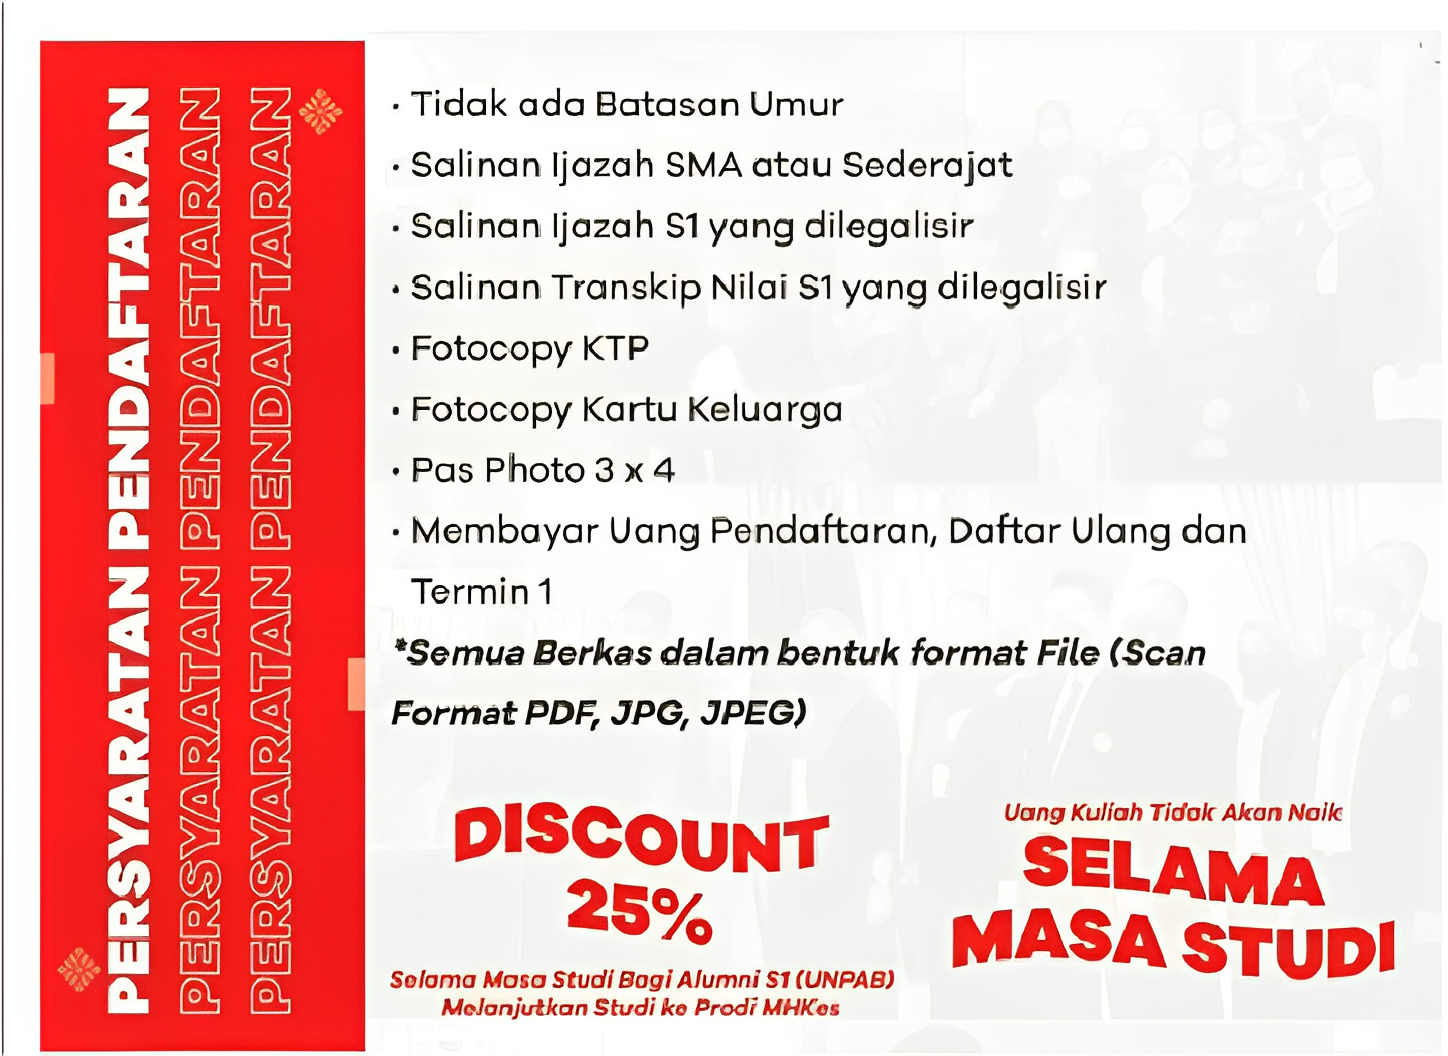 PERSYARATAN PENDAFTARAN
PERSYARATAN PENDAFTARAN
PERSYARATAN PENDAFTARAN
• Tidak ada Batasan Umur
• Salinan Ijazah SMA atau Sederajat
• Salinan Ijazah S1 yang dilegalisir
• Salinan Transkip Nilai S1 yang dilegalisir
• Fotocopy KTP
• Fotocopy Kartu Keluarga
• Pas Photo 3 x 4
• Membayar Uang Pendaftaran, Daftar Ulang dan
Termin 1
*Semua Berkas dalam bentuk format File (Scan
Format PDF, JPG, JPEG)
DISCOUNT
25%
Selama Masa Studi Bagi Alumni S1 (UNPAB)
Melanjutkan Studi ke Prodi MHKes
Uang Kuliah Tidak Akan Naik
SELAMA
MASA STUDI